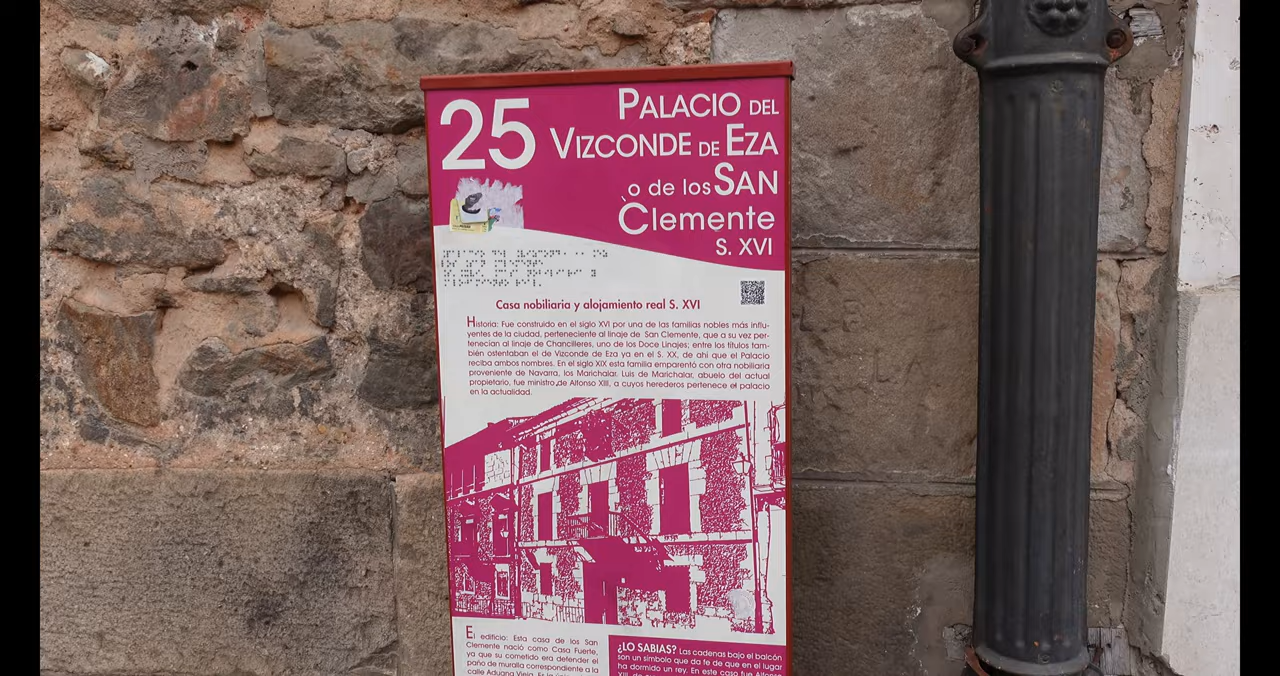 25
PALACIO DEL
VIZCONDE DE EZA
o de los SAN
Clemente
S. XVI
Casa nobiliaria y alojamiento real S. XVI
Historia: Fue construido en el siglo XVI por una de las familias nobles más influ-
yentes de la ciudad, perteneciente al linaje de San Clemente, que a su vez per-
tenecían al linaje de Chancilleres, uno de los Doce Linajes; entre los títulos tam-
bién ostentaban el de Vizconde de Eza ya en el S. XX, de ahí que el Palacio
reciba ambos nombres. En el siglo XIX esta familia emparentó con otra nobiliaria
proveniente de Navarra, los Marichalar. Luis de Marichalar, abuelo del actual
propietario, fue ministro de Alfonso XIII, a cuyos herederos pertenece el palacio
en la actualidad.
El edificio: Esta casa de los San
Clemente nació como Casa Fuerte,
ya que su cometido era defender el
paño de muralla correspondiente a la
calle Aduana Vieja.
¿LO SABIAS? Las cadenas bajo el balcón
son un símbolo que da fe de que en el lugar
ha dormido un rey. En este caso fue Alfonso